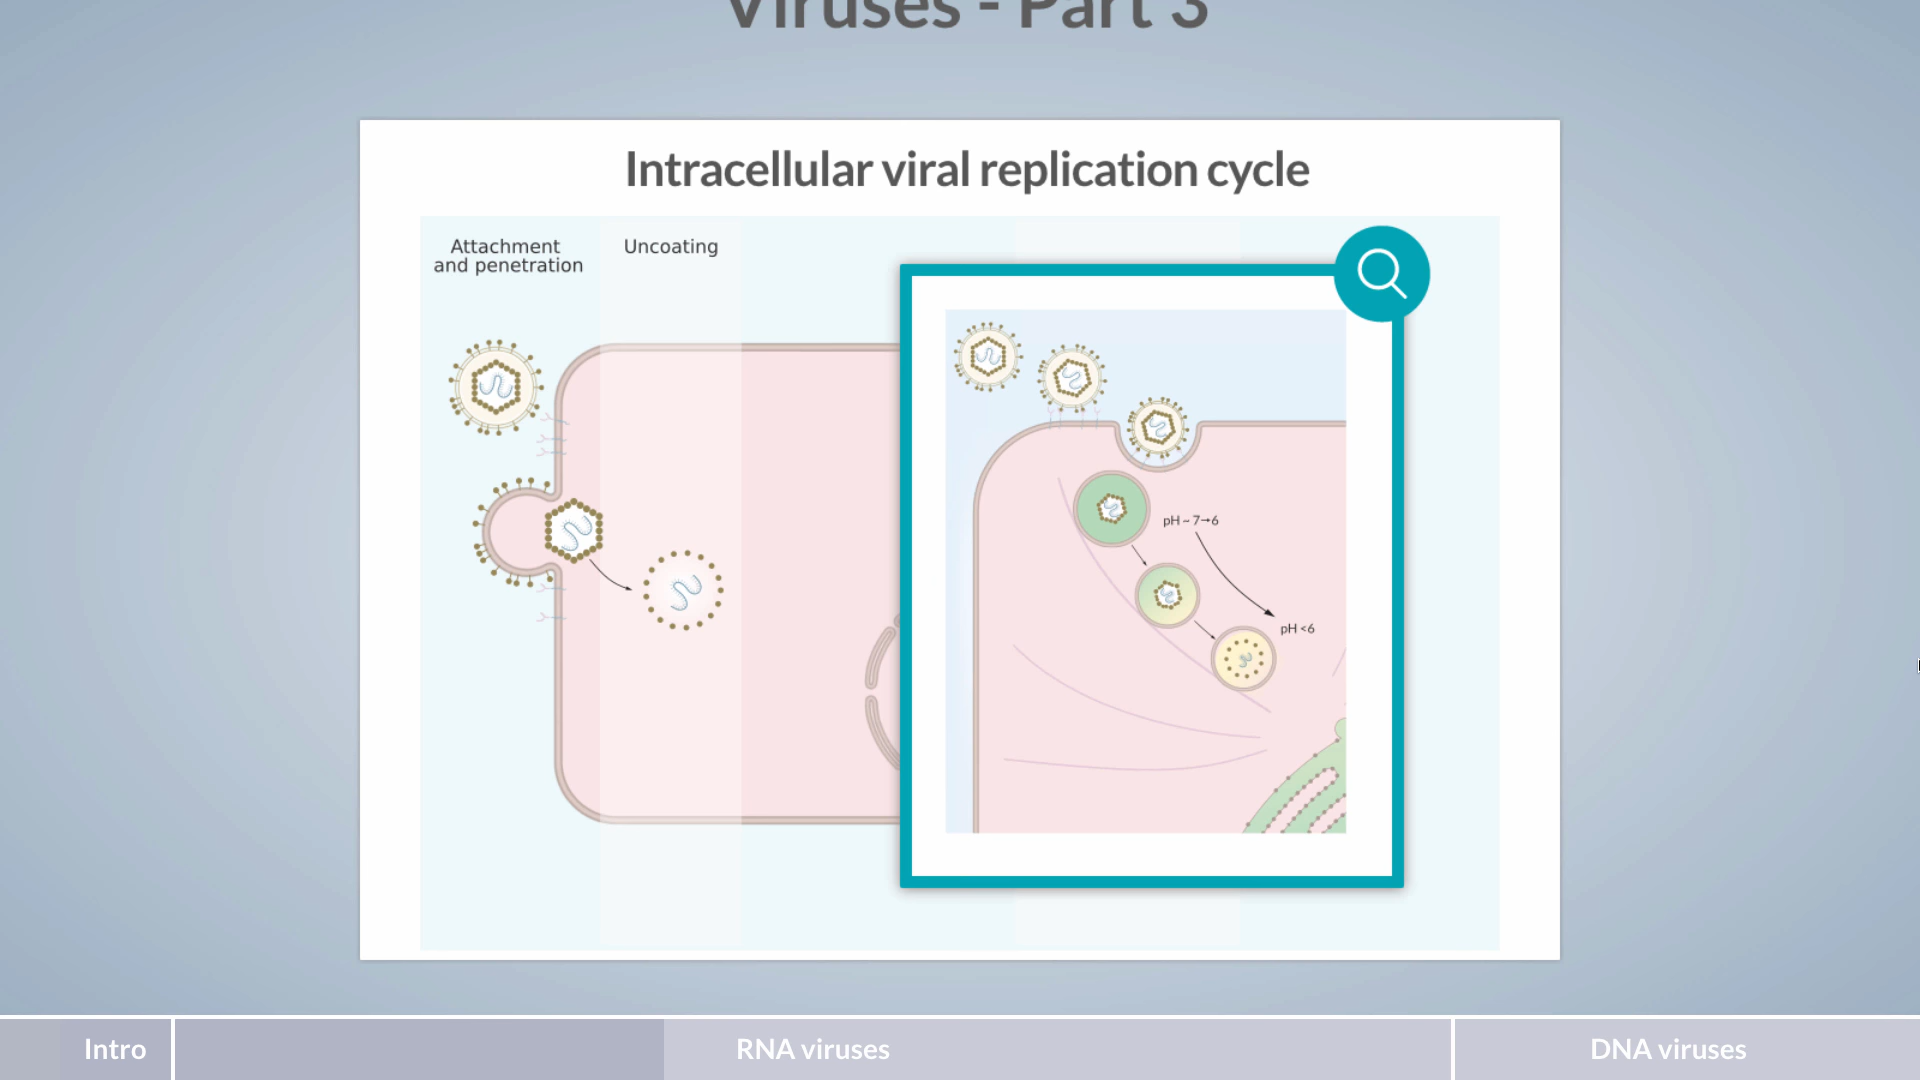 Viruses - Part 3
Intracellular viral replication cycle
Attachment
and penetration
Uncoating
pH ~ 7→6
pH <6
Intro
RNA viruses
DNA viruses